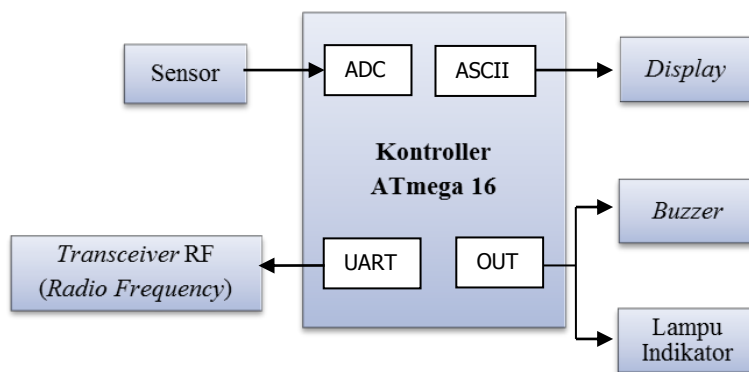 Sensor
ADC
ASCII
Display
Kontroller
ATmega 16
Buzzer
Transceiver RF
(Radio Frequency)
UART
OUT
Lampu
Indikator